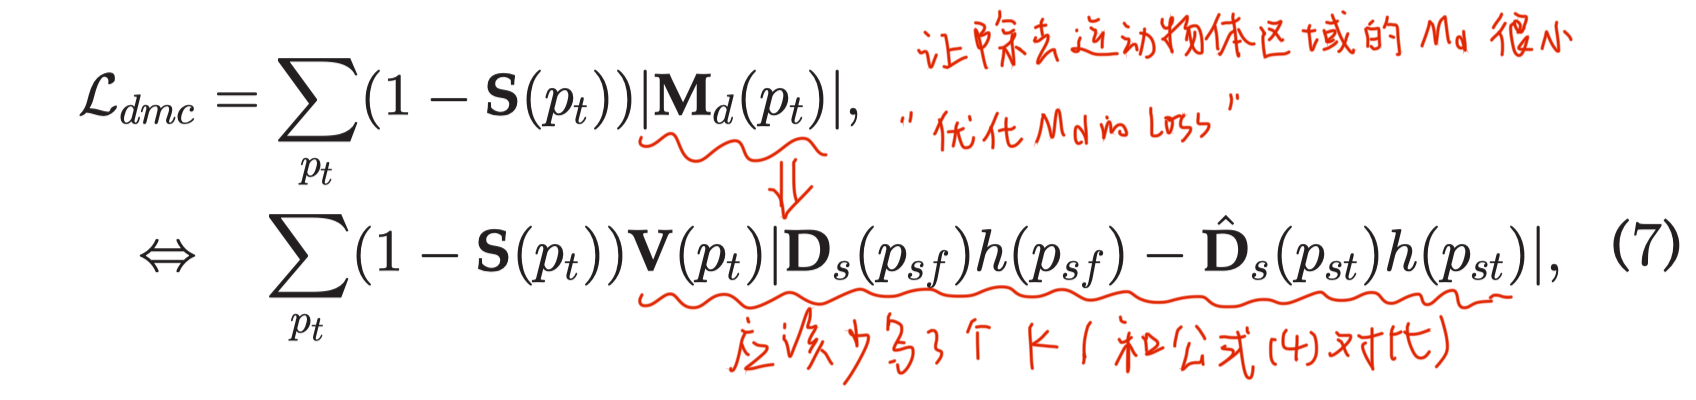 让除去运动物体区域的 Md 很小
$\mathcal{L}_{dmc} = \sum_{p_t} (1 - \mathbf{S}(p_t)) |\mathbf{M}_d(p_t)|,$
“优化 Md的 Loss”
$\Leftrightarrow \sum_{p_t} (1 - \mathbf{S}(p_t)) \mathbf{V}(p_t) |\mathbf{D}_s(p_{sf}) h(p_{sf}) - \hat{\mathbf{D}}_s(p_{st}) h(p_{st})|, \quad (7)$
应该少写了个 K (和公式(4)对比)